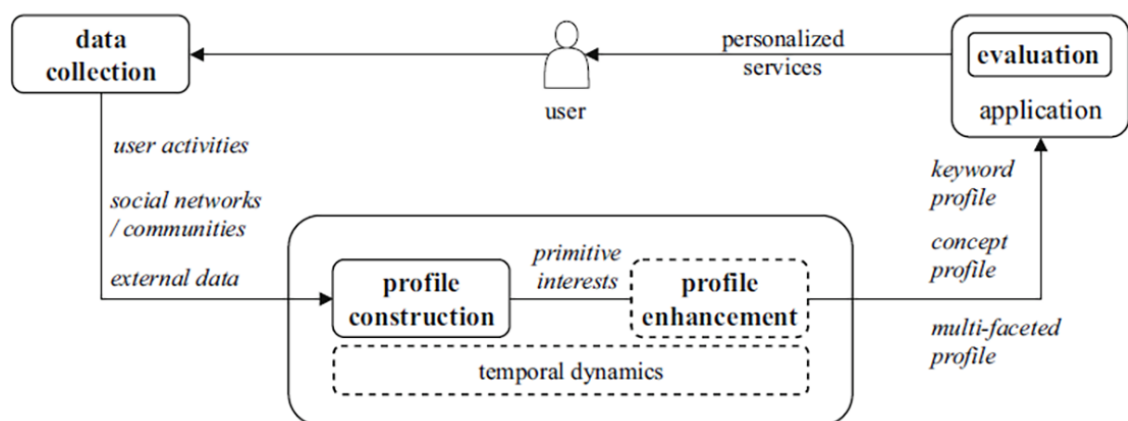 data
collection
user
personalized
services
evaluation
application
user activities
social networks
/ communities
external data
profile
construction
primitive
interests
profile
enhancement
temporal dynamics
keyword
profile
concept
profile
multi-faceted
profile